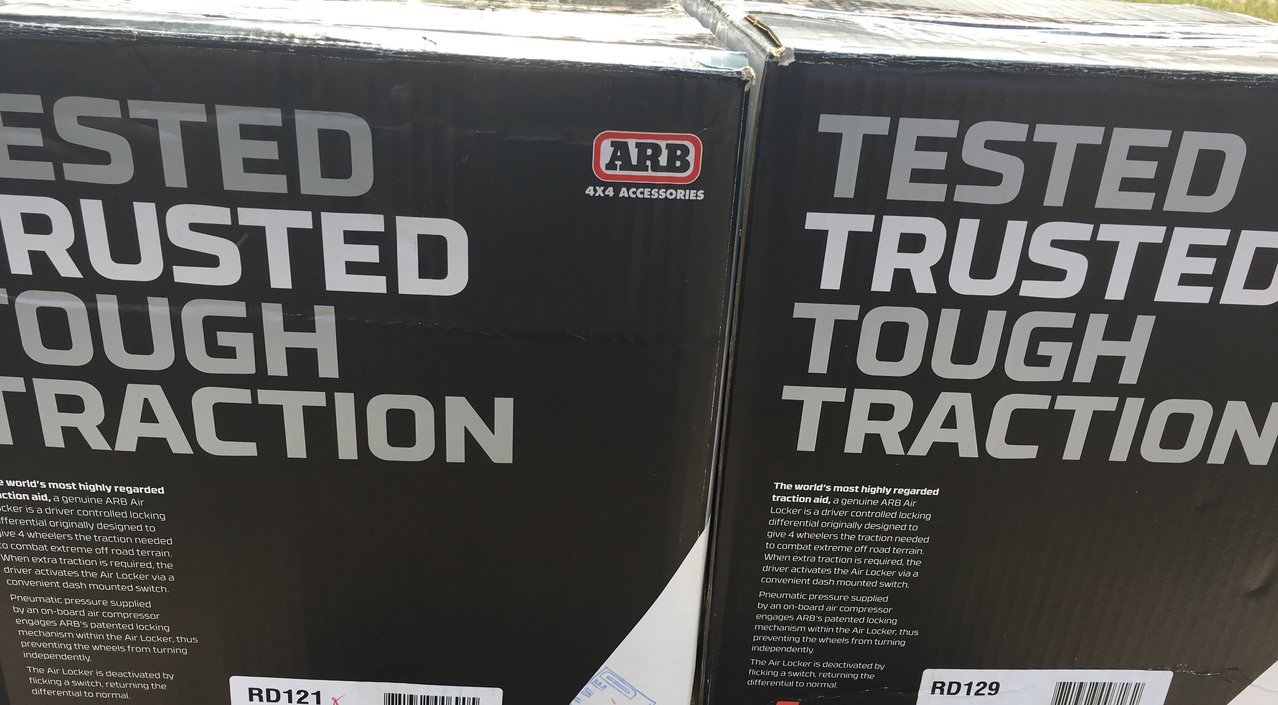 ESTED
RUSTED
TOUGH
TRACTION
ARB
4X4 ACCESSORIES
e world's most highly regarded
action aid, a genuine ARB Air
ocker is a driver controlled locking
fferential originally designed to
ive 4 wheelers the traction needed
to combat extreme off road terrain.
When extra traction is required, the
driver activates the Air Locker via a
convenient dash mounted switch.
Pneumatic pressure supplied
by an on-board air compressor
engages ARB's patented locking
mechanism within the Air Locker, thus
preventing the wheels from turning
independently.
The Air Locker is deactivated by
flicking a switch, returning the
differential to normal.
RD121
TESTED
TRUSTED
TOUGH
TRACTION
The world's most highly regarded
traction aid, a genuine ARB Air
Locker is a driver controlled locking
differential originally designed to
give 4 wheelers the traction needed
to combat extreme off road terrain.
When extra traction is required, the
driver activates the Air Locker via a
convenient dash mounted switch.
Pneumatic pressure supplied
by an on-board air compressor
engages ARB's patented locking
mechanism within the Air Locker, thus
preventing the wheels from turning
independently.
The Air Locker is deactivated by
flicking a switch, returning the
differential to normal.
RD129